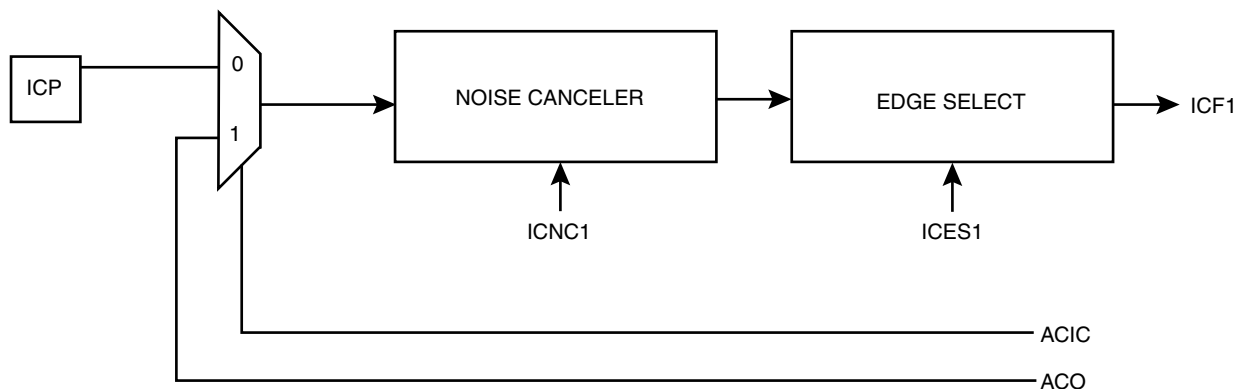 0
ICP
NOISE CANCELER
EDGE SELECT
ICF1
1
ICNC1
ICES1
ACIC
ACO